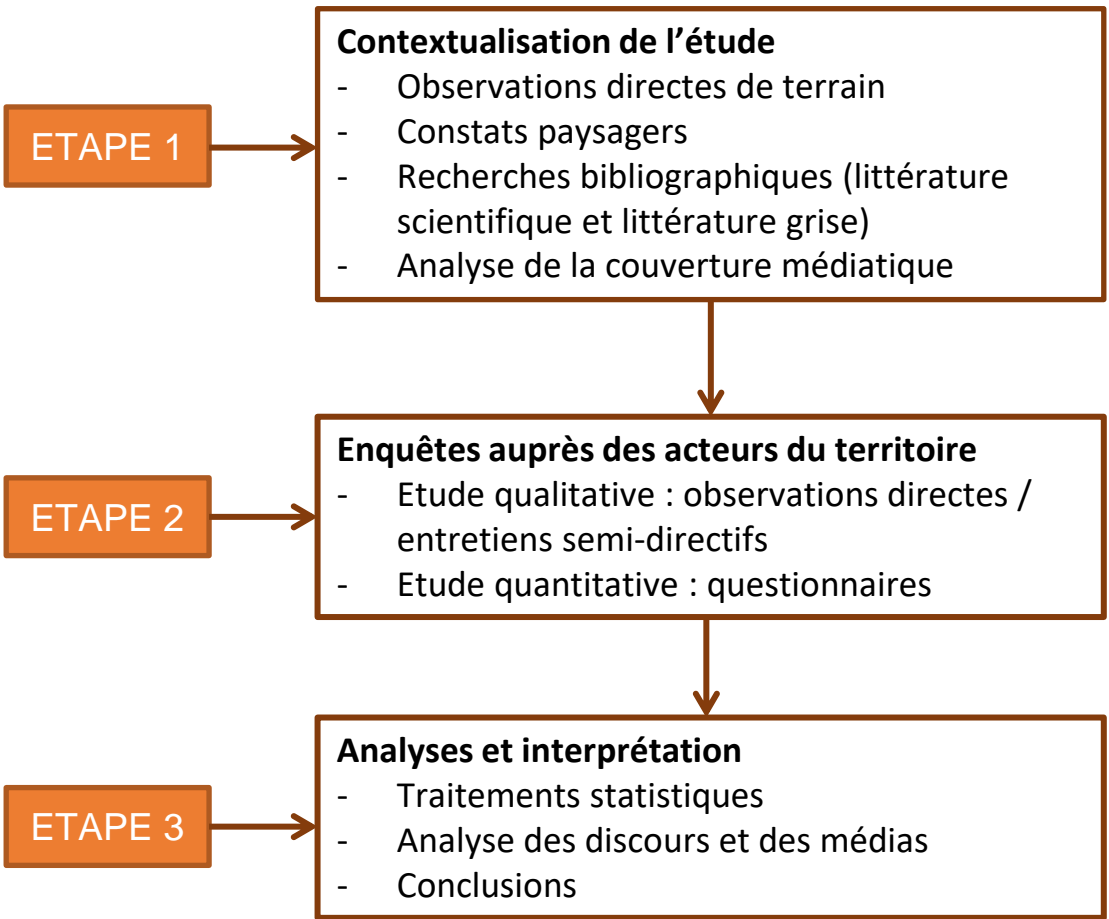 Contextualisation de l’étude
- Observations directes de terrain
- Constats paysagers
ETAPE 1
- Recherches bibliographiques (littérature
scientifique et littérature grise)
- Analyse de la couverture médiatique
Enquêtes auprès des acteurs du territoire
ETAPE 2
- Etude qualitative : observations directes /
entretiens semi-directifs
- Etude quantitative : questionnaires
Analyses et interprétation
- Traitements statistiques
ETAPE 3
- Analyse des discours et des médias
- Conclusions